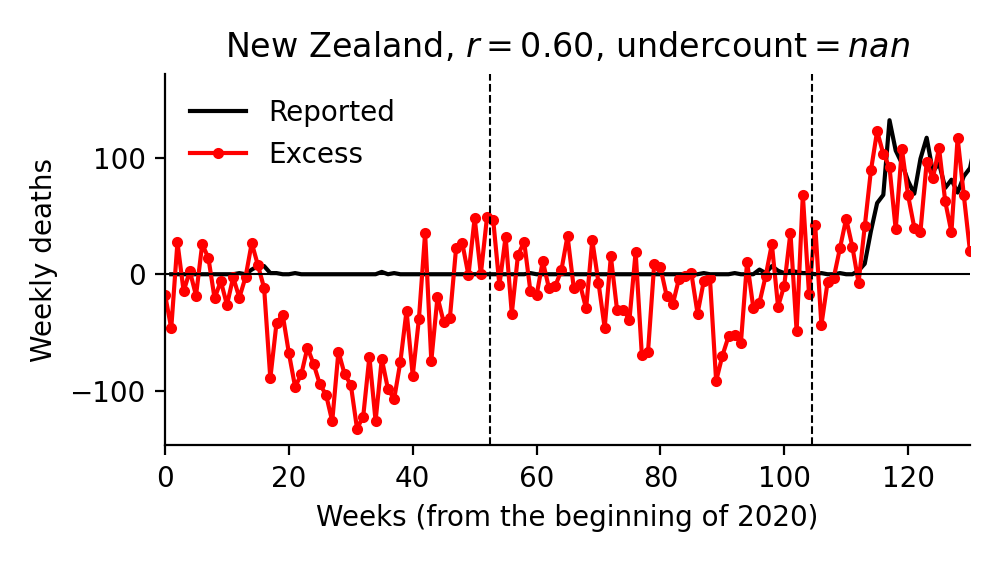 New Zealand, r = 0.60, undercount = nan
Reported
Excess
100
0
−100
Weekly deaths
0 20 40 60 80 100 120
Weeks (from the beginning of 2020)